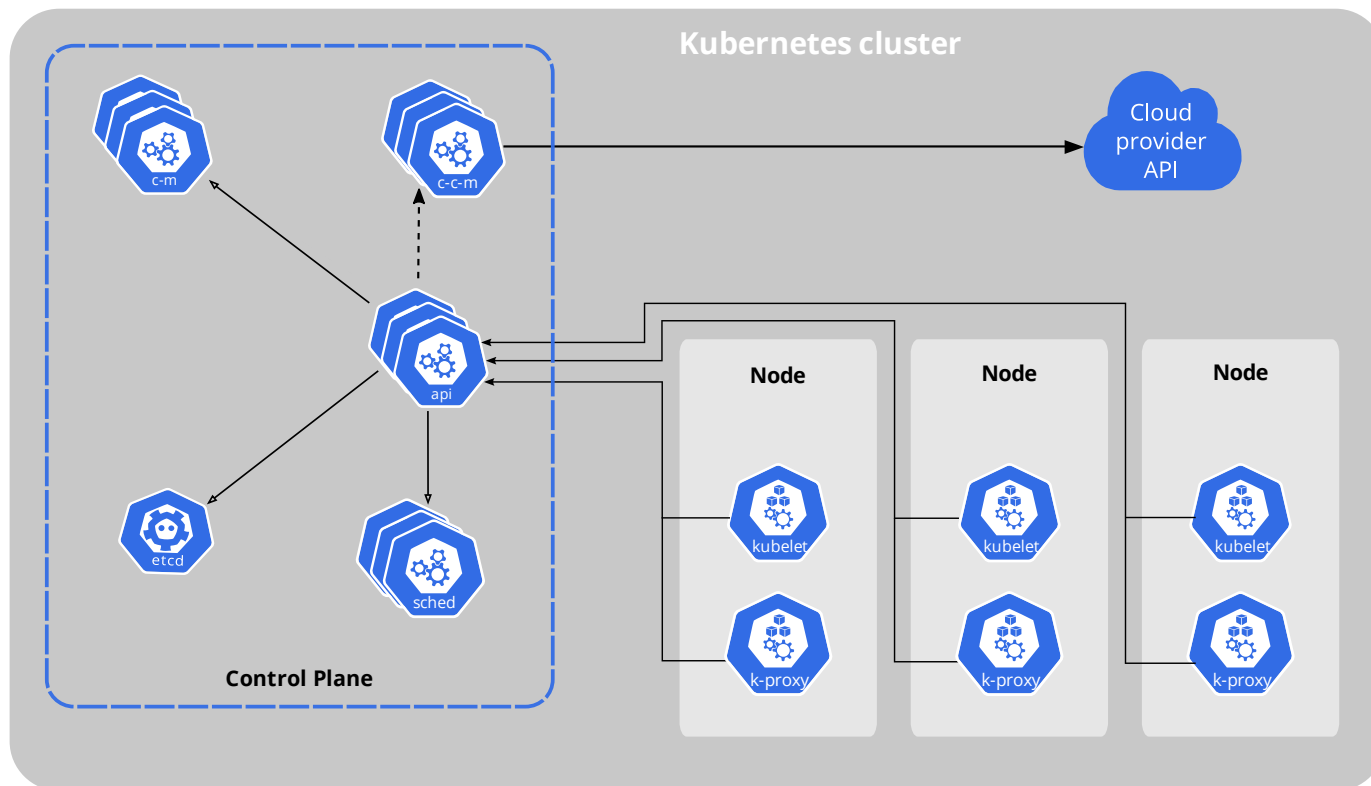 Kubernetes cluster
c-m
c-c-m
Cloud
provider
API
api
etcd
sched
Control Plane
Node
kubelet
k-proxy
Node
kubelet
k-proxy
Node
kubelet
k-proxy